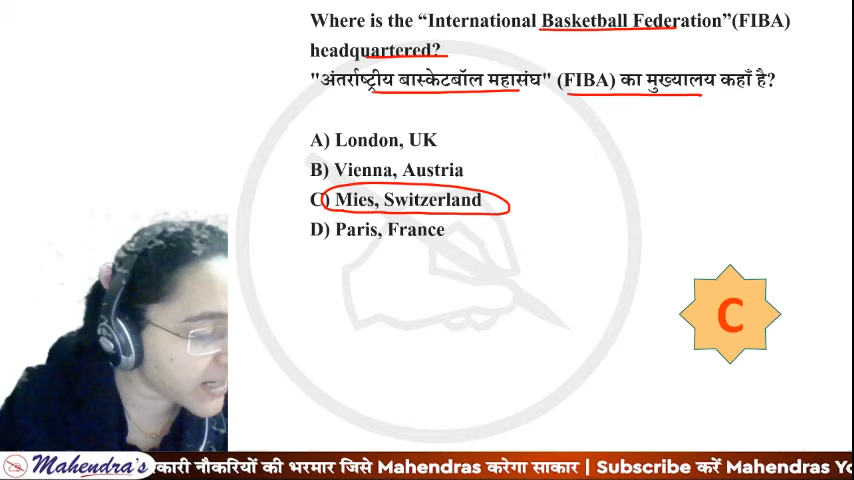 Where is the “International Basketball Federation”(FIBA)
headquartered?
"अंतर्राष्ट्रीय बास्केटबॉल महासंघ" (FIBA) का मुख्यालय कहाँ है?
A) London, UK
B) Vienna, Austria
C) Mies, Switzerland
D) Paris, France
C
Mahendra's
कारी नौकरियों की भरमार जिसे Mahendras करेगा साकार | Subscribe करें Mahendra Yo